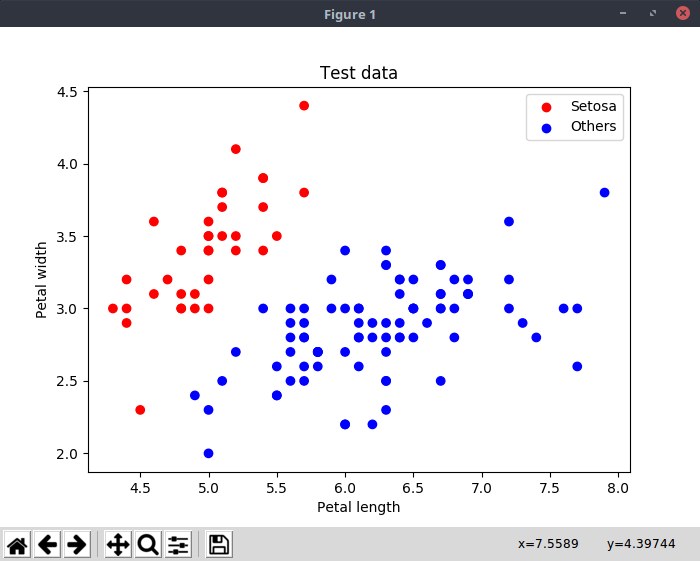 Figure 1
Test data
Setosa
Others
Petal width
4.5
4.0
3.5
3.0
2.5
2.0
4.5 5.0 5.5 6.0 6.5 7.0 7.5 8.0
Petal length
x=7.5589 y=4.39744